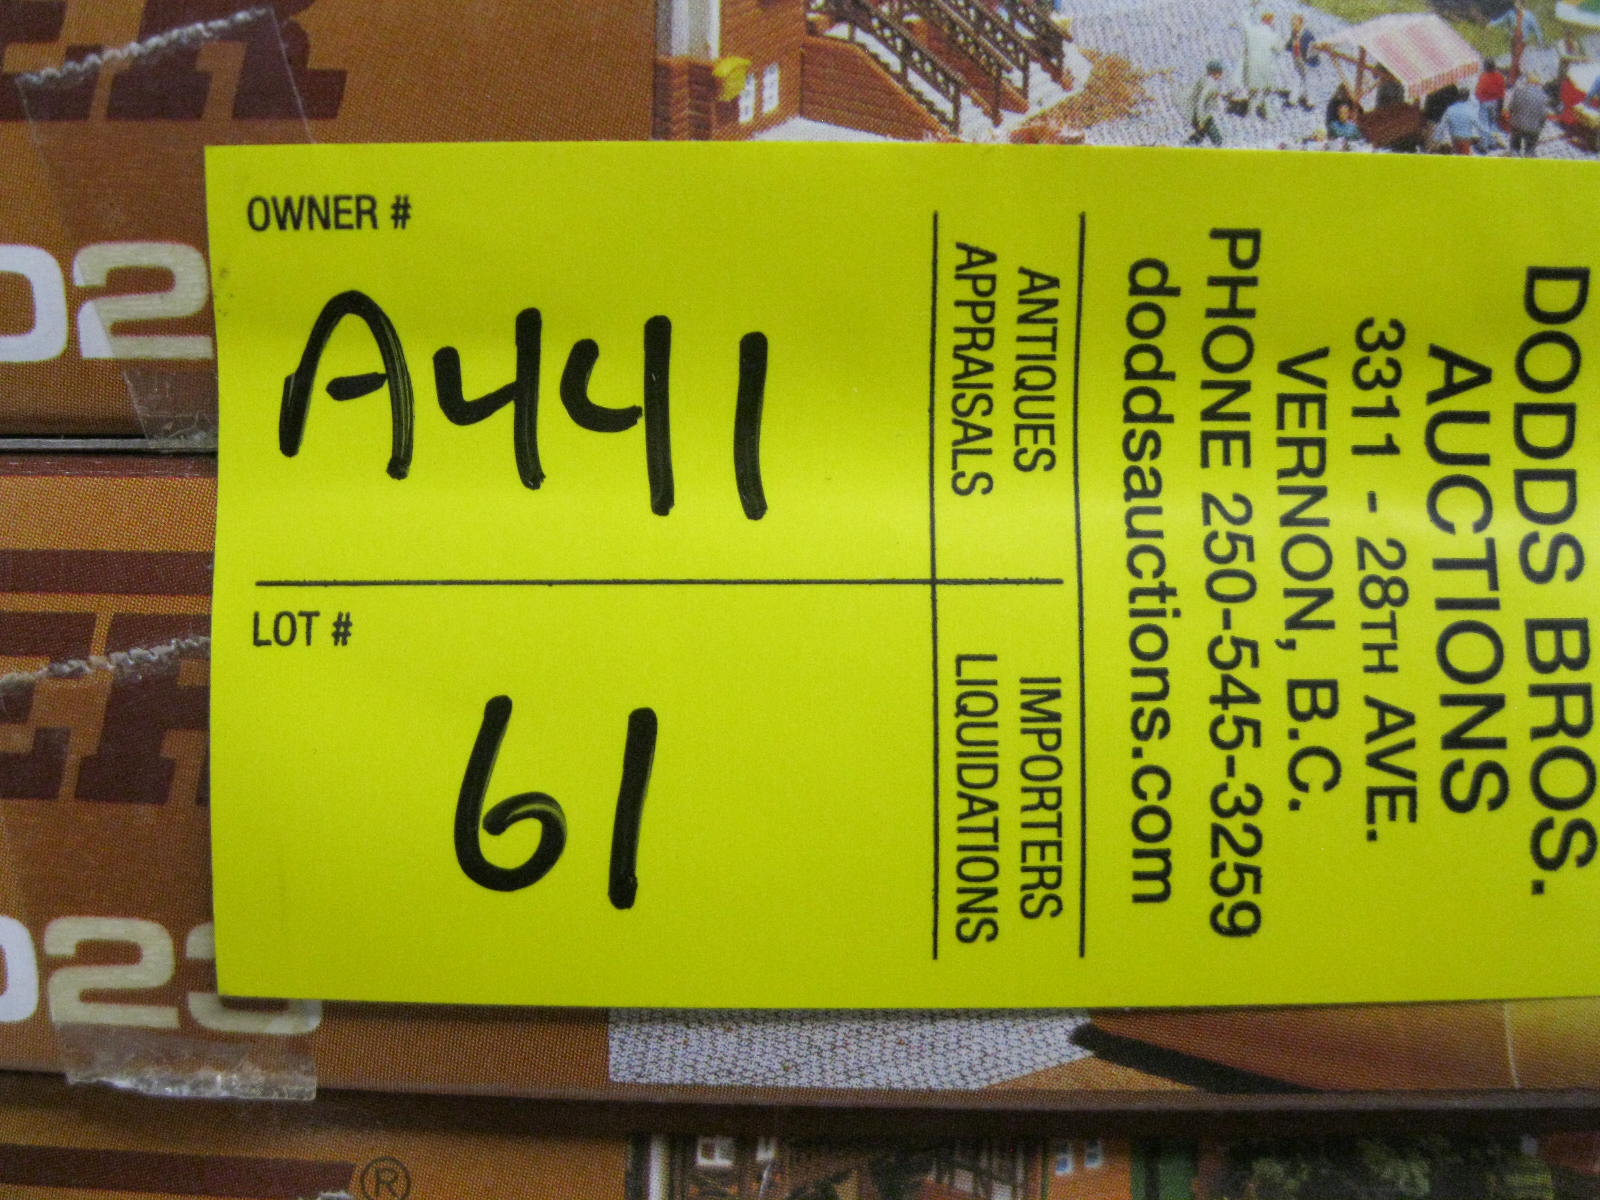 OWNER #
A441
LOT #
61
ANTIQUES
APPRAISALS
IMPORTERS
LIQUIDATIONS
DODDS BROS.
AUCTIONS
3311 - 28TH AVE.
VERNON, B.C.
PHONE 250-545-3259
doddsauctions.com
®